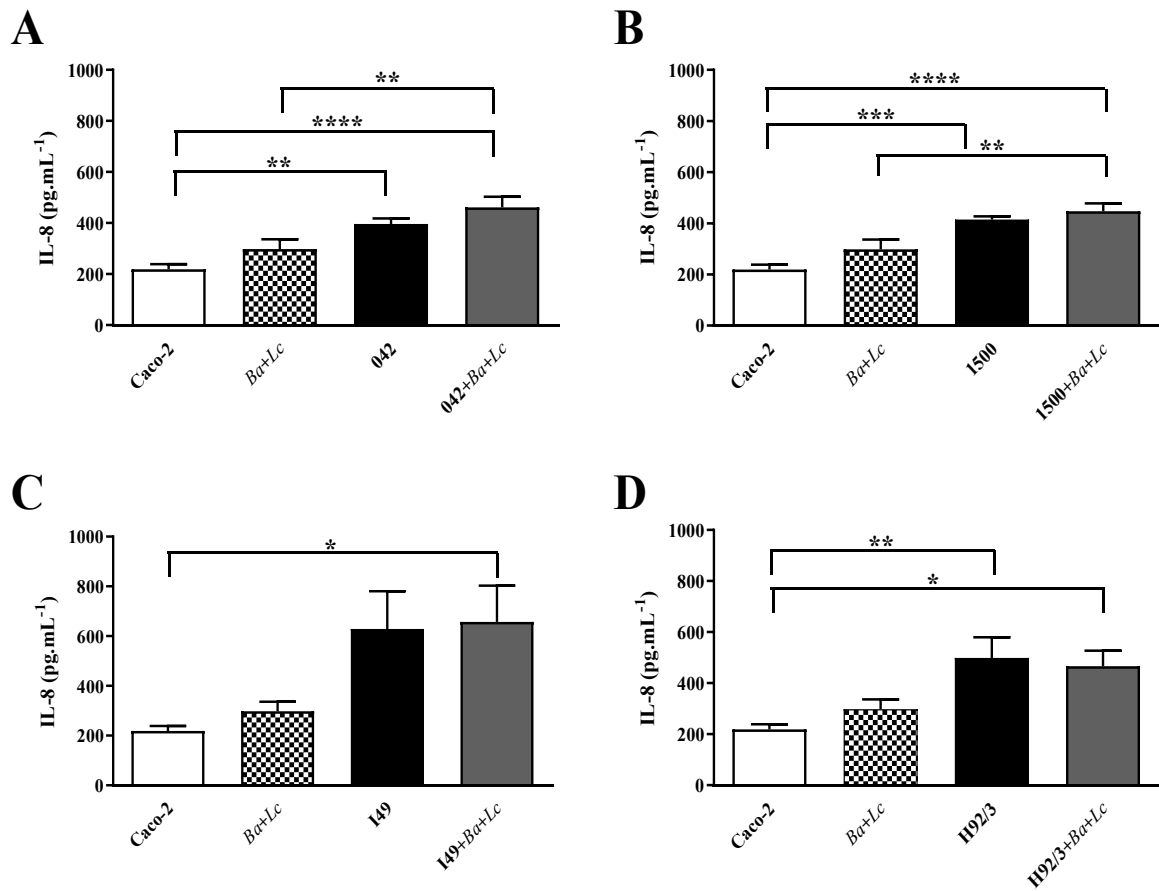 A
IL-8 (pg.mL-1)
1000
800
600
400
200
0
**
****
**
Caco-2
Ba+Lc
042
042+Ba+Lc
B
IL-8 (pg.mL-1)
1000
800
600
400
200
0
****
***
**
Caco-2
Ba+Lc
1500
1500+Ba+Lc
C
IL-8 (pg.mL-1)
1000
800
600
400
200
0
*
Caco-2
Ba+Lc
I49
I49+Ba+Lc
D
IL-8 (pg.mL-1)
1000
800
600
400
200
0
**
*
Caco-2
Ba+Lc
H92/3
H92/3+Ba+Lc